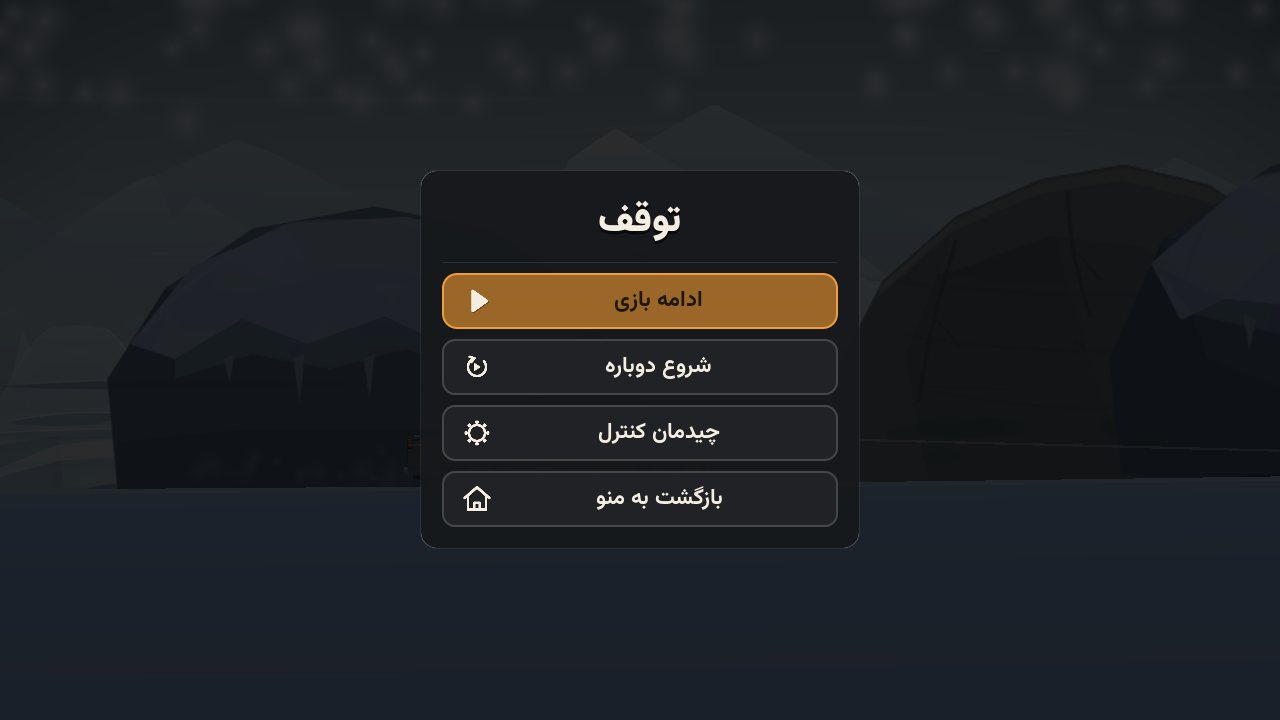 توقف
ادامه بازی
شروع دوباره
چیدمان کنترل
بازگشت به منو